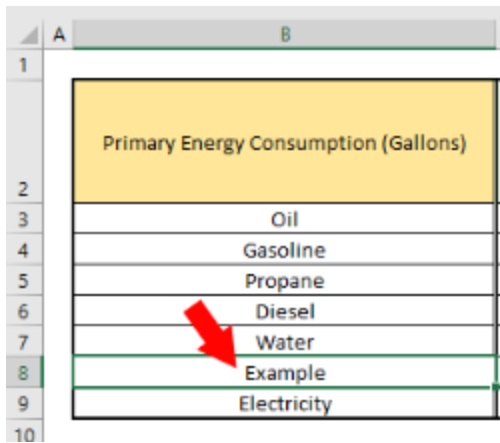 A B
1
Primary Energy Consumption (Gallons)
2
3 Oil
4 Gasoline
5 Propane
6 Diesel
7 Water
8 Example
9 Electricity
10